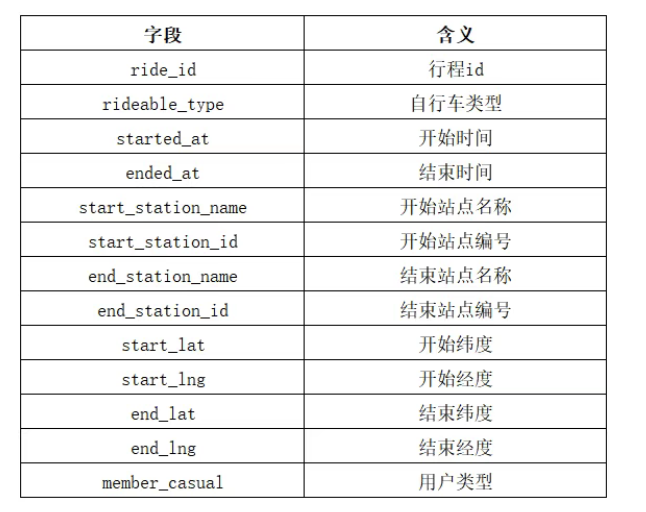 字段 含义
ride_id 行程id
rideable_type 自行车类型
started_at 开始时间
ended_at 结束时间
start_station_name 开始站点名称
start_station_id 开始站点编号
end_station_name 结束站点名称
end_station_id 结束站点编号
start_lat 开始纬度
start_lng 开始经度
end_lat 结束纬度
end_lng 结束经度
member_casual 用户类型